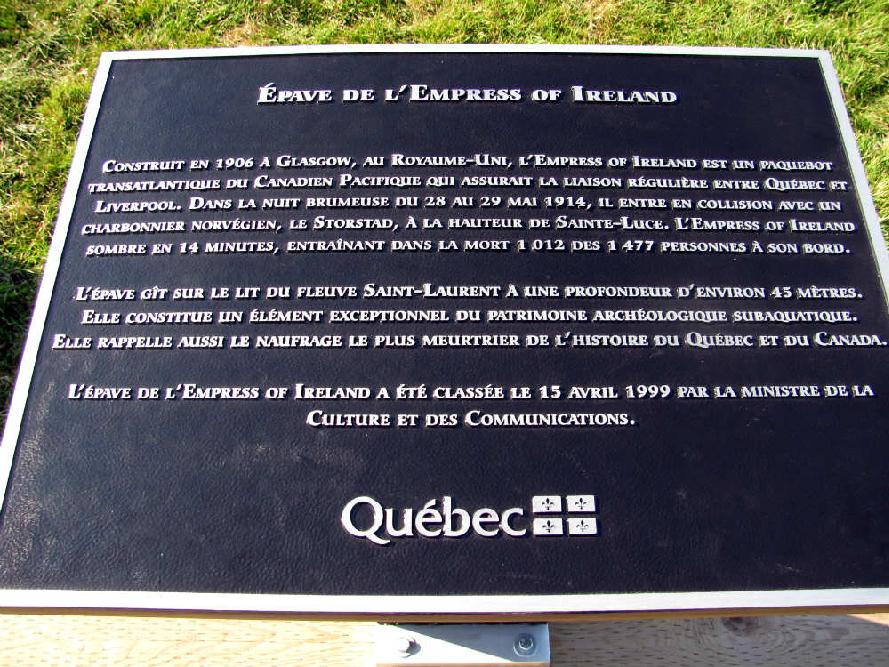 Épave de l'Empress of Ireland
Construit en 1906 a Glasgow, au Royaume-Uni, l'Empress of Ireland est un paquebot
transatlantique du Canadien Pacifique qui assurait la liaison régulière entre Québec et
Liverpool. Dans la nuit brumeuse du 28 au 29 mai 1914, il entre en collision avec un
charbonnier norvégien, le Storstad, à la hauteur de Sainte-Luce. L'Empress of Ireland
sombre en 14 minutes, entraînant dans la mort 1 012 des 1 477 personnes à son bord.
L'épave gît sur le lit du fleuve Saint-Laurent a une profondeur d'environ 45 mètres.
Elle constitue un élément exceptionnel du patrimoine archéologique subaquatique.
Elle rappelle aussi le naufrage le plus meurtrier de l'histoire du Québec et du Canada.
L'épave de l'Empress of Ireland a été classée le 15 avril 1999 par la ministre de la
Culture et des Communications.
Québec